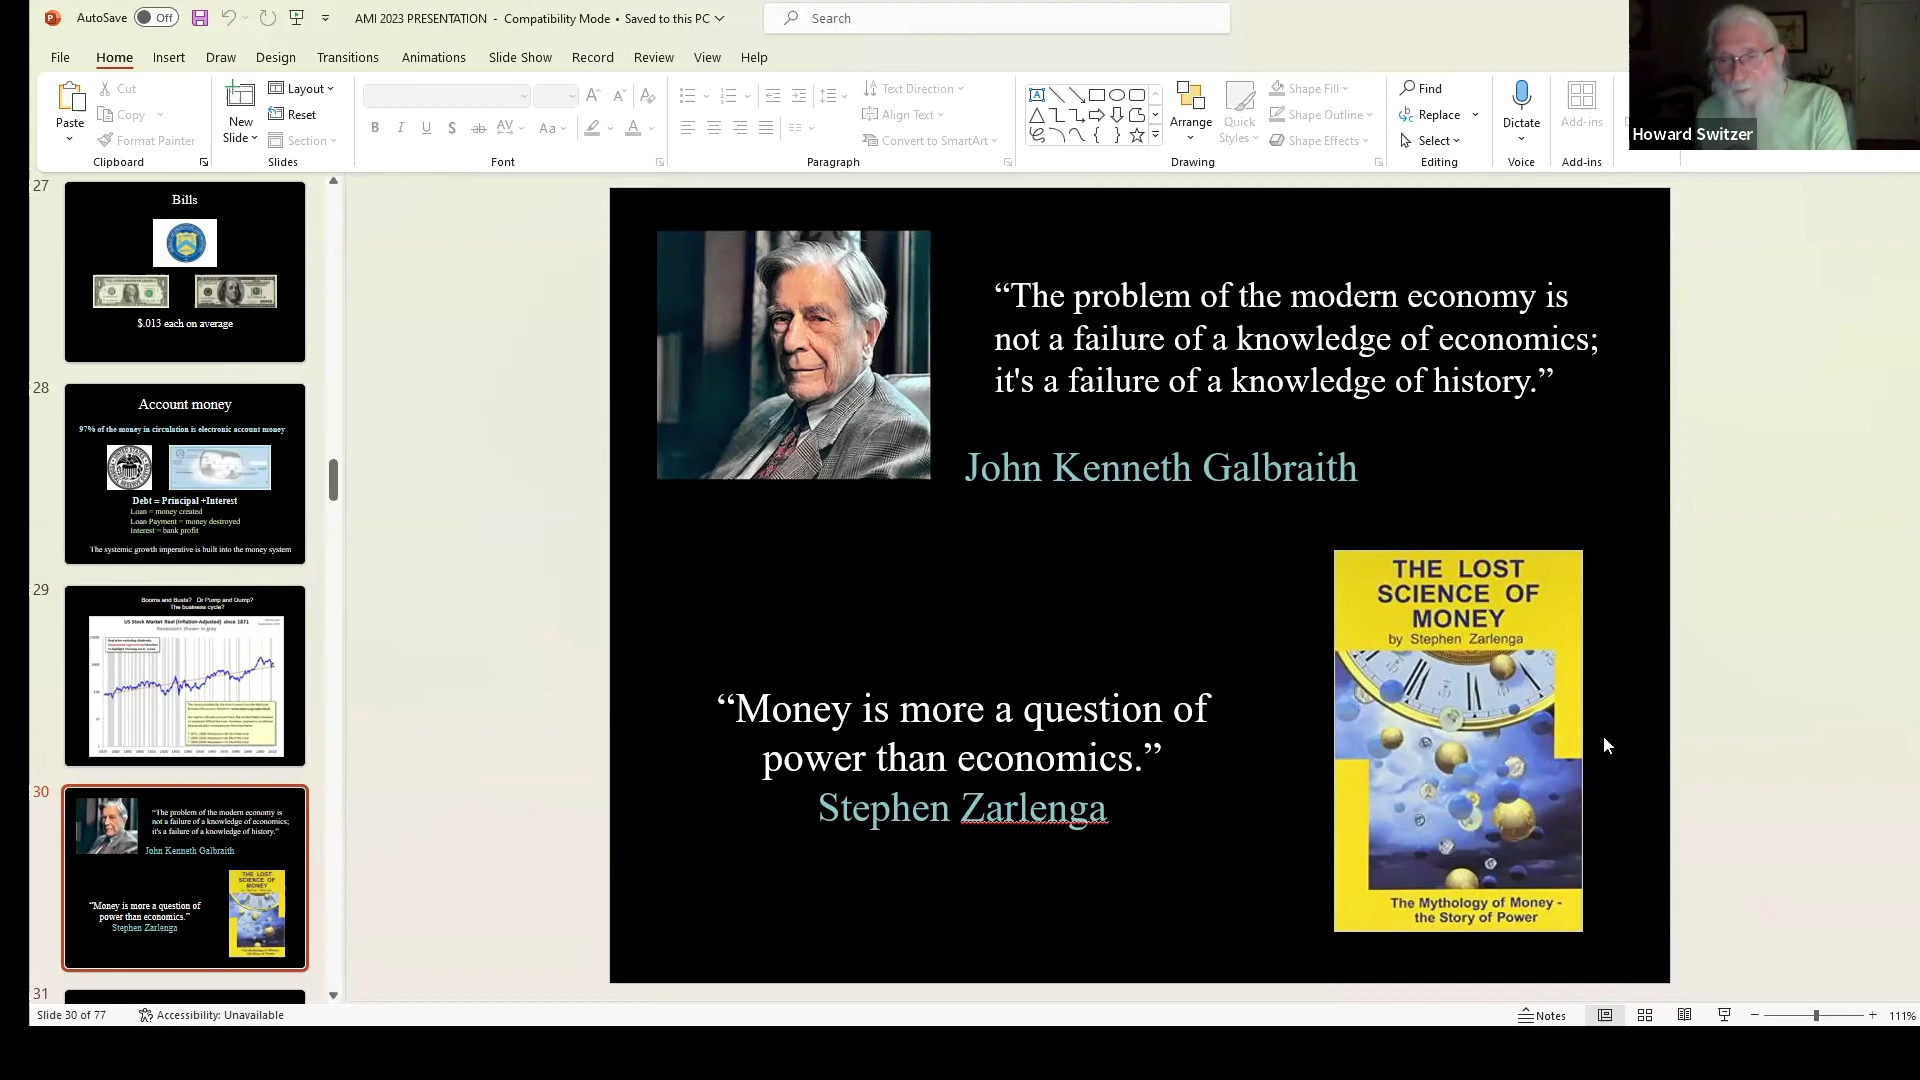 AutoSave Off
AMI 2023 PRESENTATION - Compatibility Mode • Saved to this PC
Search
File Home Insert Draw Design Transitions Animations Slide Show Record Review View Help
Paste
Cut
Copy
Format Painter
Clipboard
New Slide
Layout
Reset
Section
Slides
Font
Text Direction
Align Text
Convert to SmartArt
Paragraph
Arrange
Quick Styles
Shape Fill
Shape Outline
Shape Effects
Drawing
Find
Replace
Select
Editing
Dictate
Voice
Add-ins
Add-ins
Howard Switzer
27
Bills
$.013 each on average
28
Account money
97% of the money in circulation is electronic account money
Debt = Principal +Interest
Loan = money created
Loan Payment = money destroyed
Interest = bank profit
The systemic growth imperative is built into the money system
29
Booms and Busts? Or Pump and Dump?
The business cycle?
US Stock Market Real (Inflation-Adjusted) since 1871
Recessions shown in gray
30
“The problem of the modern economy is
not a failure of a knowledge of economics;
it's a failure of a knowledge of history.”
John Kenneth Galbraith
THE LOST
SCIENCE OF
MONEY
“Money is more a question of
power than economics.”
Stephen Zarlenga
31
“The problem of the modern economy is
not a failure of a knowledge of economics;
it's a failure of a knowledge of history.”
John Kenneth Galbraith
THE LOST
SCIENCE OF
MONEY
by Stephen Zarlenga
“Money is more a question of
power than economics.”
Stephen Zarlenga
The Mythology of Money -
the Story of Power
Slide 30 of 77
Accessibility: Unavailable
Notes
111%